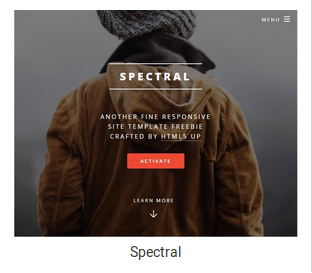 MENU
SPECTRAL
ANOTHER FINE RESPONSIVE
SITE TEMPLATE FREEBIE
CRAFTED BY HTML5 UP
ACTIVATE
LEARN MORE
Spectral